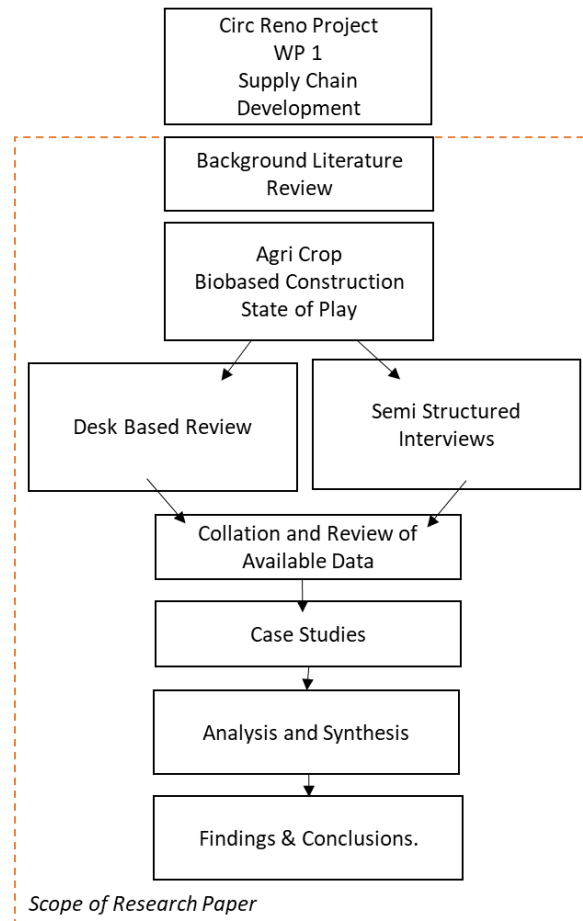 Circ Reno Project
WP 1
Supply Chain
Development
Background Literature
Review
Agri Crop
Biobased Construction
State of Play
Desk Based Review
Semi Structured
Interviews
Collation and Review of
Available Data
Case Studies
Analysis and Synthesis
Findings & Conclusions.
Scope of Research Paper